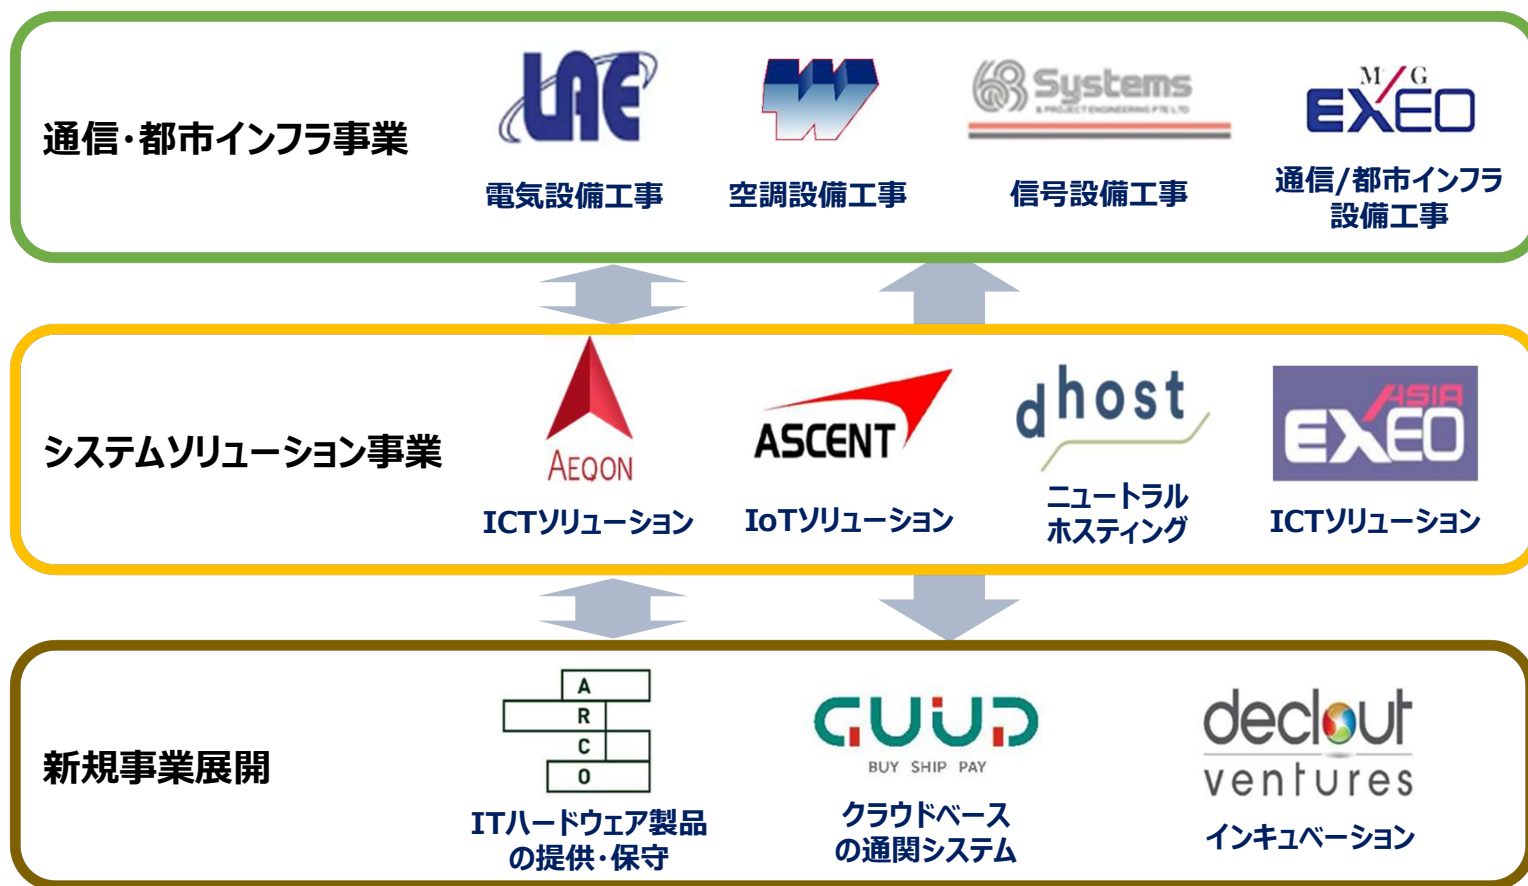 通信・都市インフラ事業
LAE
電気設備工事
W
空調設備工事
68 Systems
& PROJECT ENGINEERING PTE LTD
信号設備工事
M/G
EXEO
通信/都市インフラ
設備工事
システムソリューション事業
AEQON
ICTソリューション
ASCENT
IoTソリューション
dhost
ニュートラル
ホスティング
ASIA
EXEO
ICTソリューション
新規事業展開
A
R
C
O
ITハードウェア製品
の提供・保守
GUUD
BUY SHIP PAY
クラウドベース
の通関システム
declout
ventures
インキュベーション